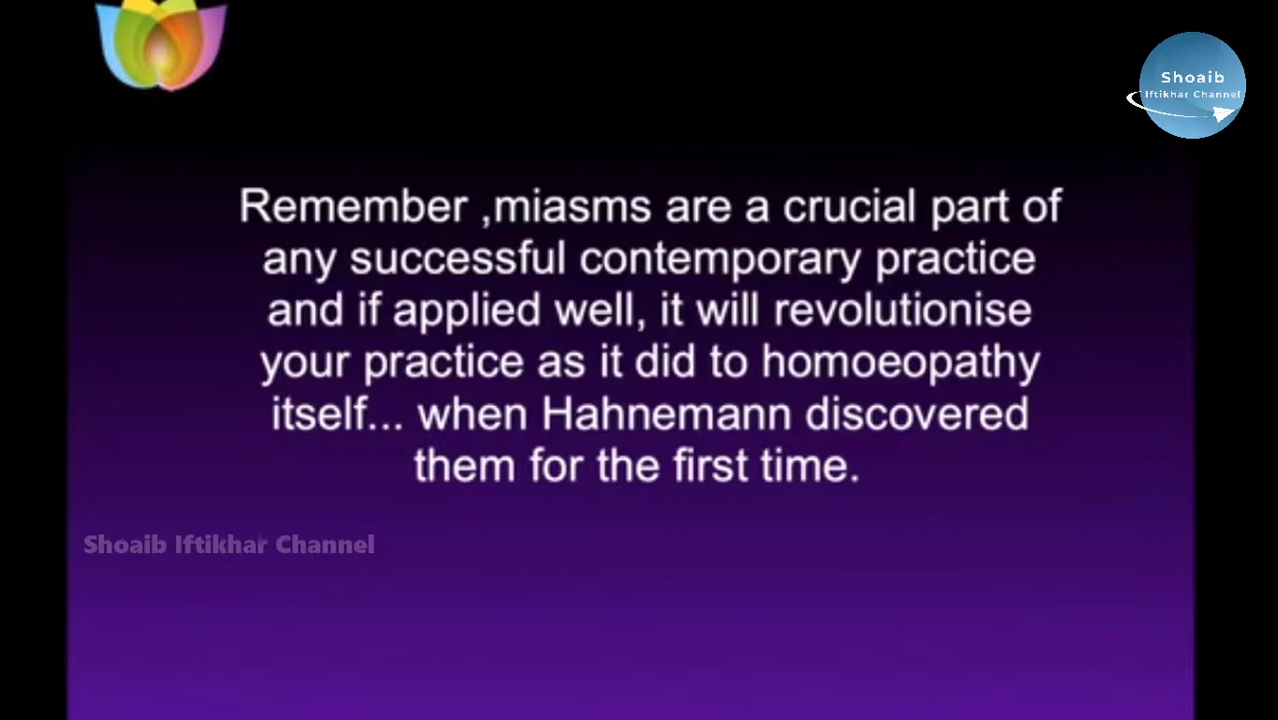 Shoaib
Iftikhar Channel
Remember ,miasms are a crucial part of
any successful contemporary practice
and if applied well, it will revolutionise
your practice as it did to homoeopathy
itself... when Hahnemann discovered
them for the first time.
Shoaib Iftikhar Channel